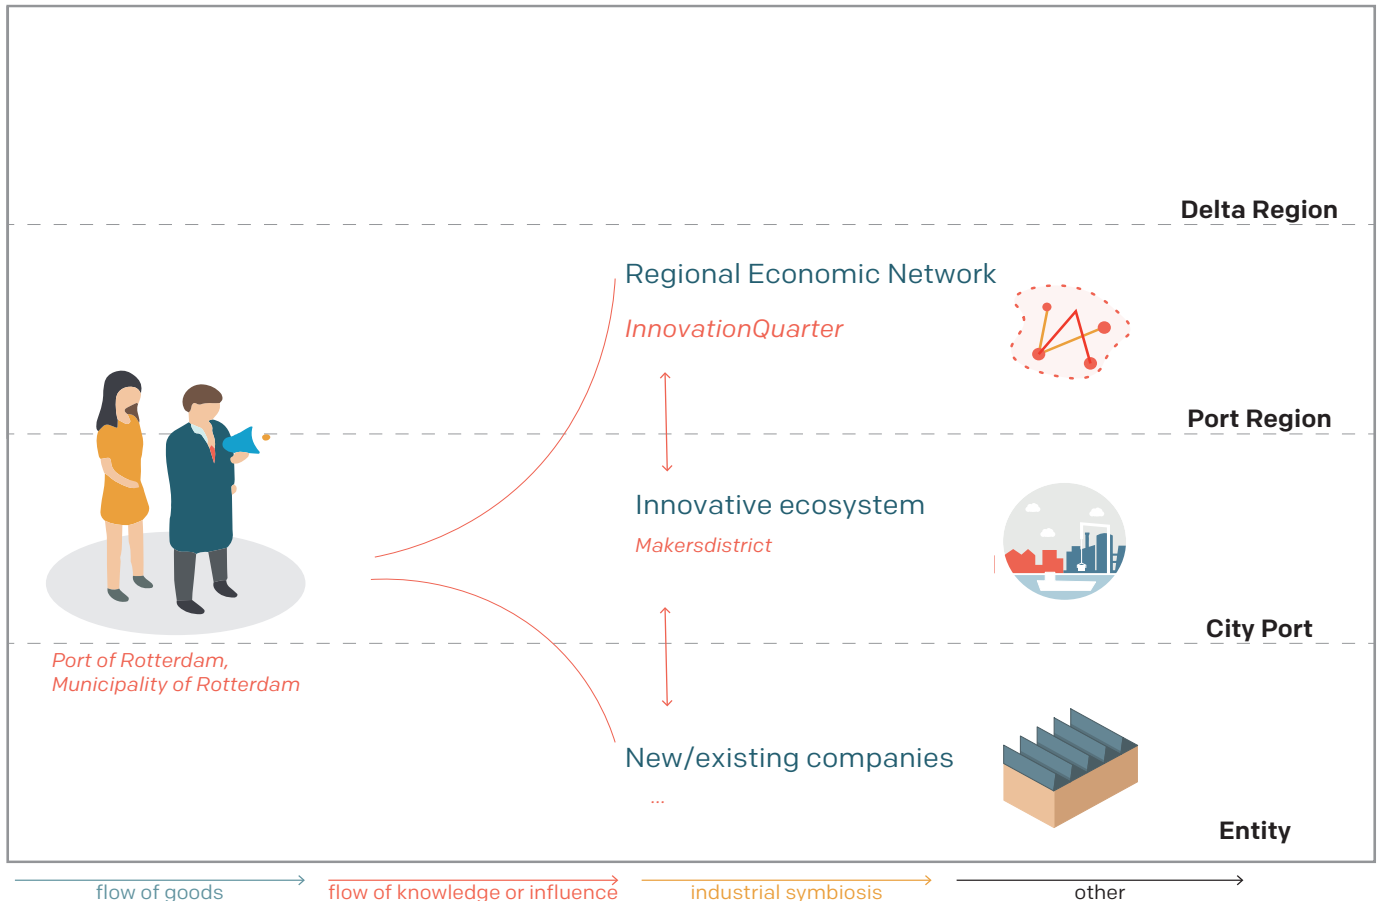 Delta Region
Regional Economic Network
InnovationQuarter
Port Region
Innovative ecosystem
Makersdistrict
City Port
Port of Rotterdam,
Municipality of Rotterdam
New/existing companies
...
Entity
flow of goods
flow of knowledge or influence
industrial symbiosis
other